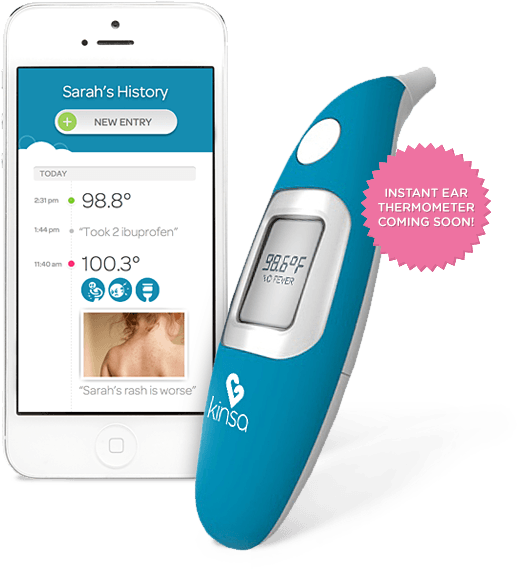 Sarah's History
+ NEW ENTRY
TODAY
2:31 pm 98.8°
1:44 pm "Took 2 ibuprofen"
11:40 am 100.3°
"Sarah's rash is worse"
INSTANT EAR
THERMOMETER
COMING SOON!
98.6°F
NO FEVER
kinsa